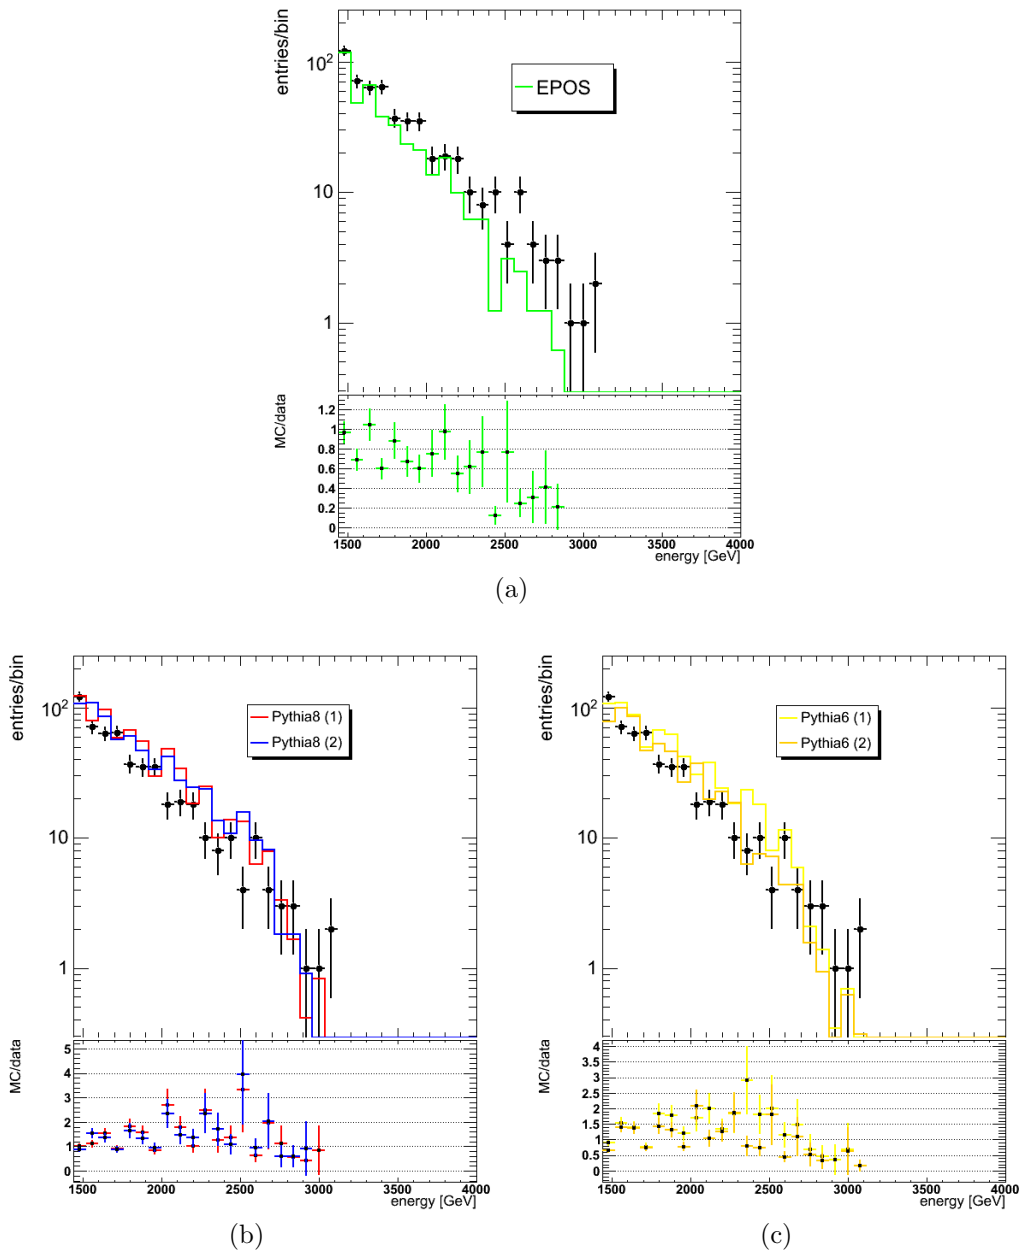 entries/bin
10²
10
1
EPOS
MC/data
1.2
1
0.8
0.6
0.4
0.2
0
1500 2000 2500 3000 3500 4000
energy [GeV]
(a)
entries/bin
10²
10
1
Pythia8 (1)
Pythia8 (2)
MC/data
5
4
3
2
1
0
1500 2000 2500 3000 3500 4000
energy [GeV]
(b)
entries/bin
10²
10
1
Pythia6 (1)
Pythia6 (2)
MC/data
4
3.5
3
2.5
2
1.5
1
0.5
0
1500 2000 2500 3000 3500 4000
energy [GeV]
(c)